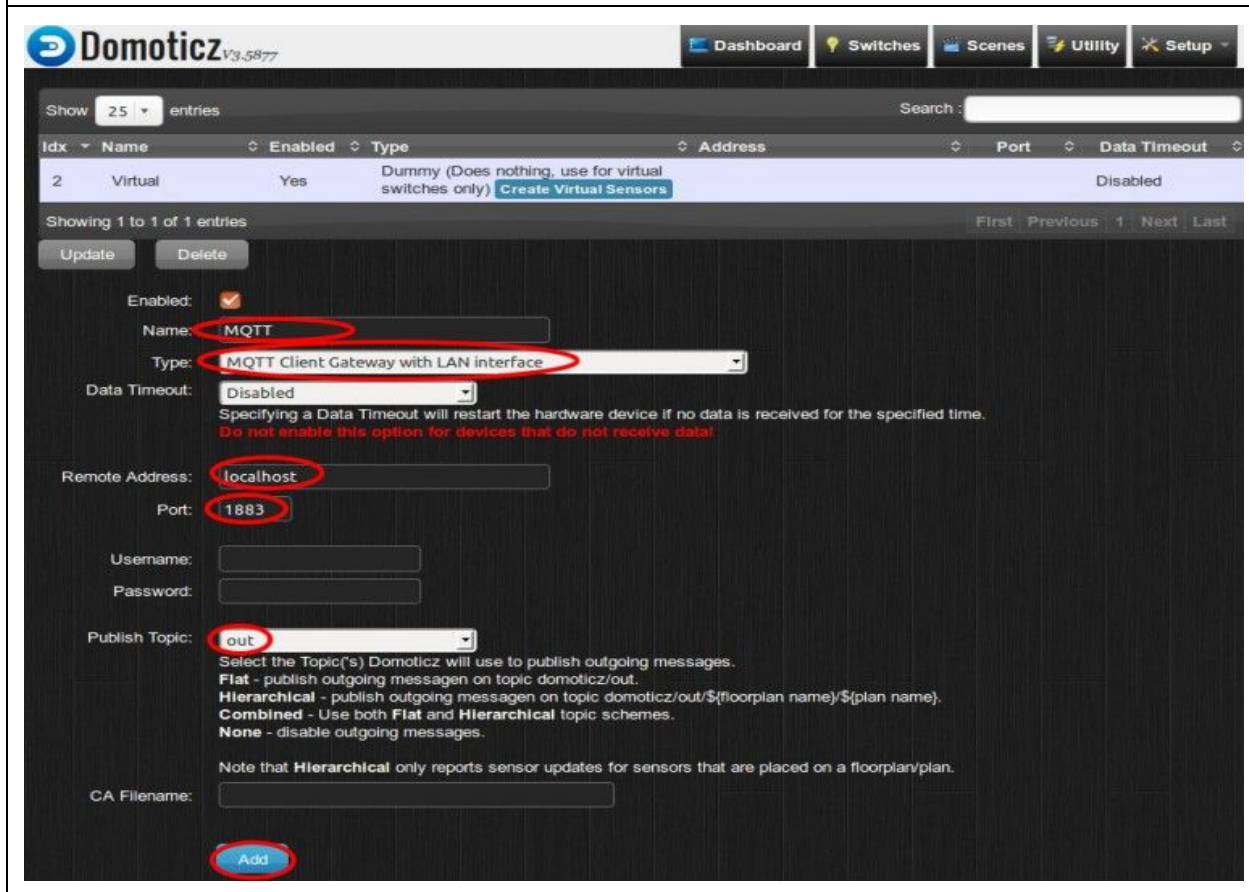 Domoticz V3.5877
Dashboard Switches Scenes Utility Setup
Show 25 entries Search :
Idx Name Enabled Type Address Port Data Timeout
2 Virtual Yes Dummy (Does nothing, use for virtual Disabled
switches only) Create Virtual Sensors
Showing 1 to 1 of 1 entries First Previous 1 Next Last
Update Delete
Enabled:
Name: MQTT
Type: MQTT Client Gateway with LAN interface
Data Timeout: Disabled
Specifying a Data Timeout will restart the hardware device if no data is received for the specified time.
Do not enable this option for devices that do not receive data!
Remote Address: localhost
Port: 1883
Username:
Password:
Publish Topic: out
Select the Topic('s) Domoticz will use to publish outgoing messages.
Flat - publish outgoing messagen on topic domoticz/out.
Hierarchical - publish outgoing messagen on topic domoticz/out/${floorplan name}/${plan name}.
Combined - Use both Flat and Hierarchical topic schemes.
None - disable outgoing messages.
Note that Hierarchical only reports sensor updates for sensors that are placed on a floorplan/plan.
CA Filename:
Add